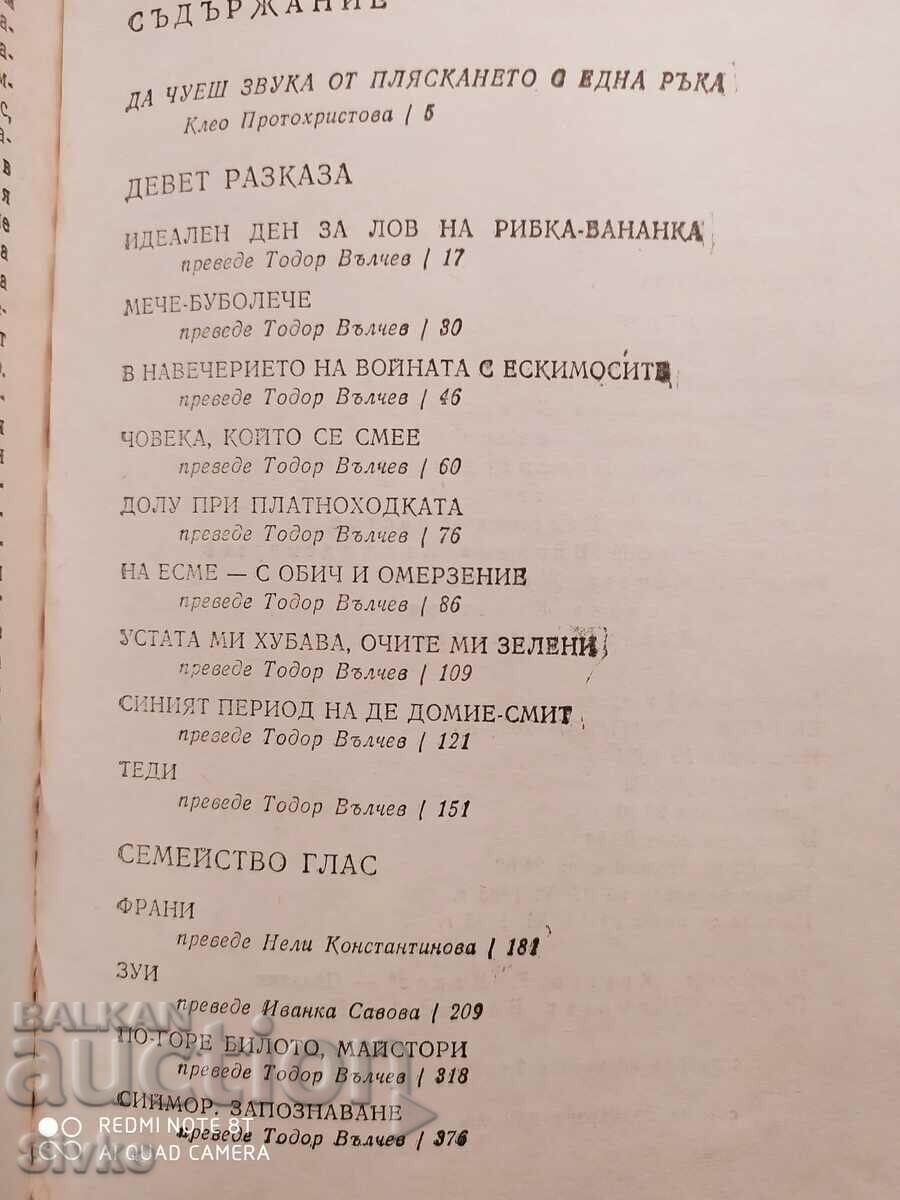 СЪДЪРЖАНИЕ
ДА ЧУЕШ ЗВУКА ОТ ПЛЯСКАНЕТО С ЕДНА РЪКА
Клео Протохристова / 5
ДЕВЕТ РАЗКАЗА
ИДЕАЛЕН ДЕН ЗА ЛОВ НА РИБКА-БАНАНКА
преведе Тодор Вълчев / 17
МЕЧЕ-БУБОЛЕЧЕ
преведе Тодор Вълчев / 30
В НАВЕЧЕРИЕТО НА ВОЙНАТА С ЕСКИМОСИТЕ
преведе Тодор Вълчев / 46
ЧОВЕКА, КОЙТО СЕ СМЕЕ
преведе Тодор Вълчев / 60
ДОЛУ ПРИ ПЛАТНОХОДКАТА
преведе Тодор Вълчев / 76
НА ЕСМЕ — С ОБИЧ И ОМЕРЗЕНИЕ
преведе Тодор Вълчев / 86
УСТАТА МИ ХУБАВА, ОЧИТЕ МИ ЗЕЛЕНИ
преведе Тодор Вълчев / 109
СИНИЯТ ПЕРИОД НА ДЕ ДОМИЕ-СМИТ
преведе Тодор Вълчев / 121
ТЕДИ
преведе Тодор Вълчев / 151
СЕМЕЙСТВО ГЛАС
ФРАНИ
преведе Нели Константинова / 181
ЗУИ
преведе Иванка Савова / 209
ПО-ГОРЕ БИЛОТО, МАЙСТОРИ
преведе Тодор Вълчев / 318
СИЙМОР. ЗАПОЗНАВАНЕ
преведе Тодор Вълчев / 376
BALKAN
auction
REDMI NOTE 8T
AI QUAD CAMERA
Sivko